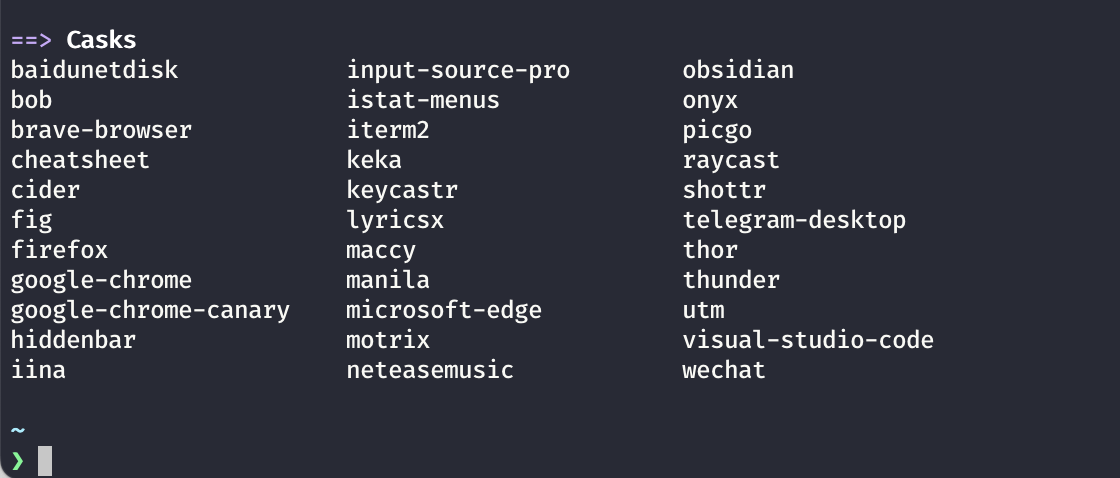 ==> Casks
baidunetdisk input-source-pro obsidian
bob istat-menus onyx
brave-browser iterm2 picgo
cheatsheet keka raycast
cider keycastr shottr
fig lyricsx telegram-desktop
firefox maccy thor
google-chrome manila thunder
google-chrome-canary microsoft-edge utm
hiddenbar motrix visual-studio-code
iina neteasemusic wechat
~
❯